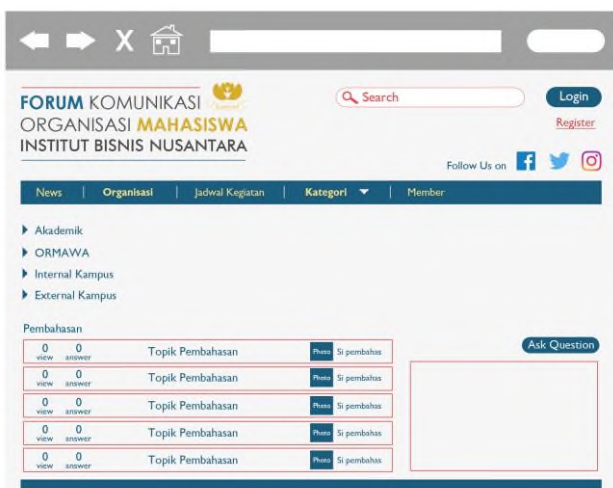 X
FORUM KOMUNIKASI
ORGANISASI MAHASISWA
INSTITUT BISNIS NUSANTARA
Search
Login
Register
Follow Us on
News | Organisasi | Jadwal Kegiatan | Kategori | Member
Akademik
ORMAWA
Internal Kampus
External Kampus
Pembahasan
Ask Question
0 0 Topik Pembahasan Photo Si pembahas
view answer
0 0 Topik Pembahasan Photo Si pembahas
view answer
0 0 Topik Pembahasan Photo Si pembahas
view answer
0 0 Topik Pembahasan Photo Si pembahas
view answer
0 0 Topik Pembahasan Photo Si pembahas
view answer